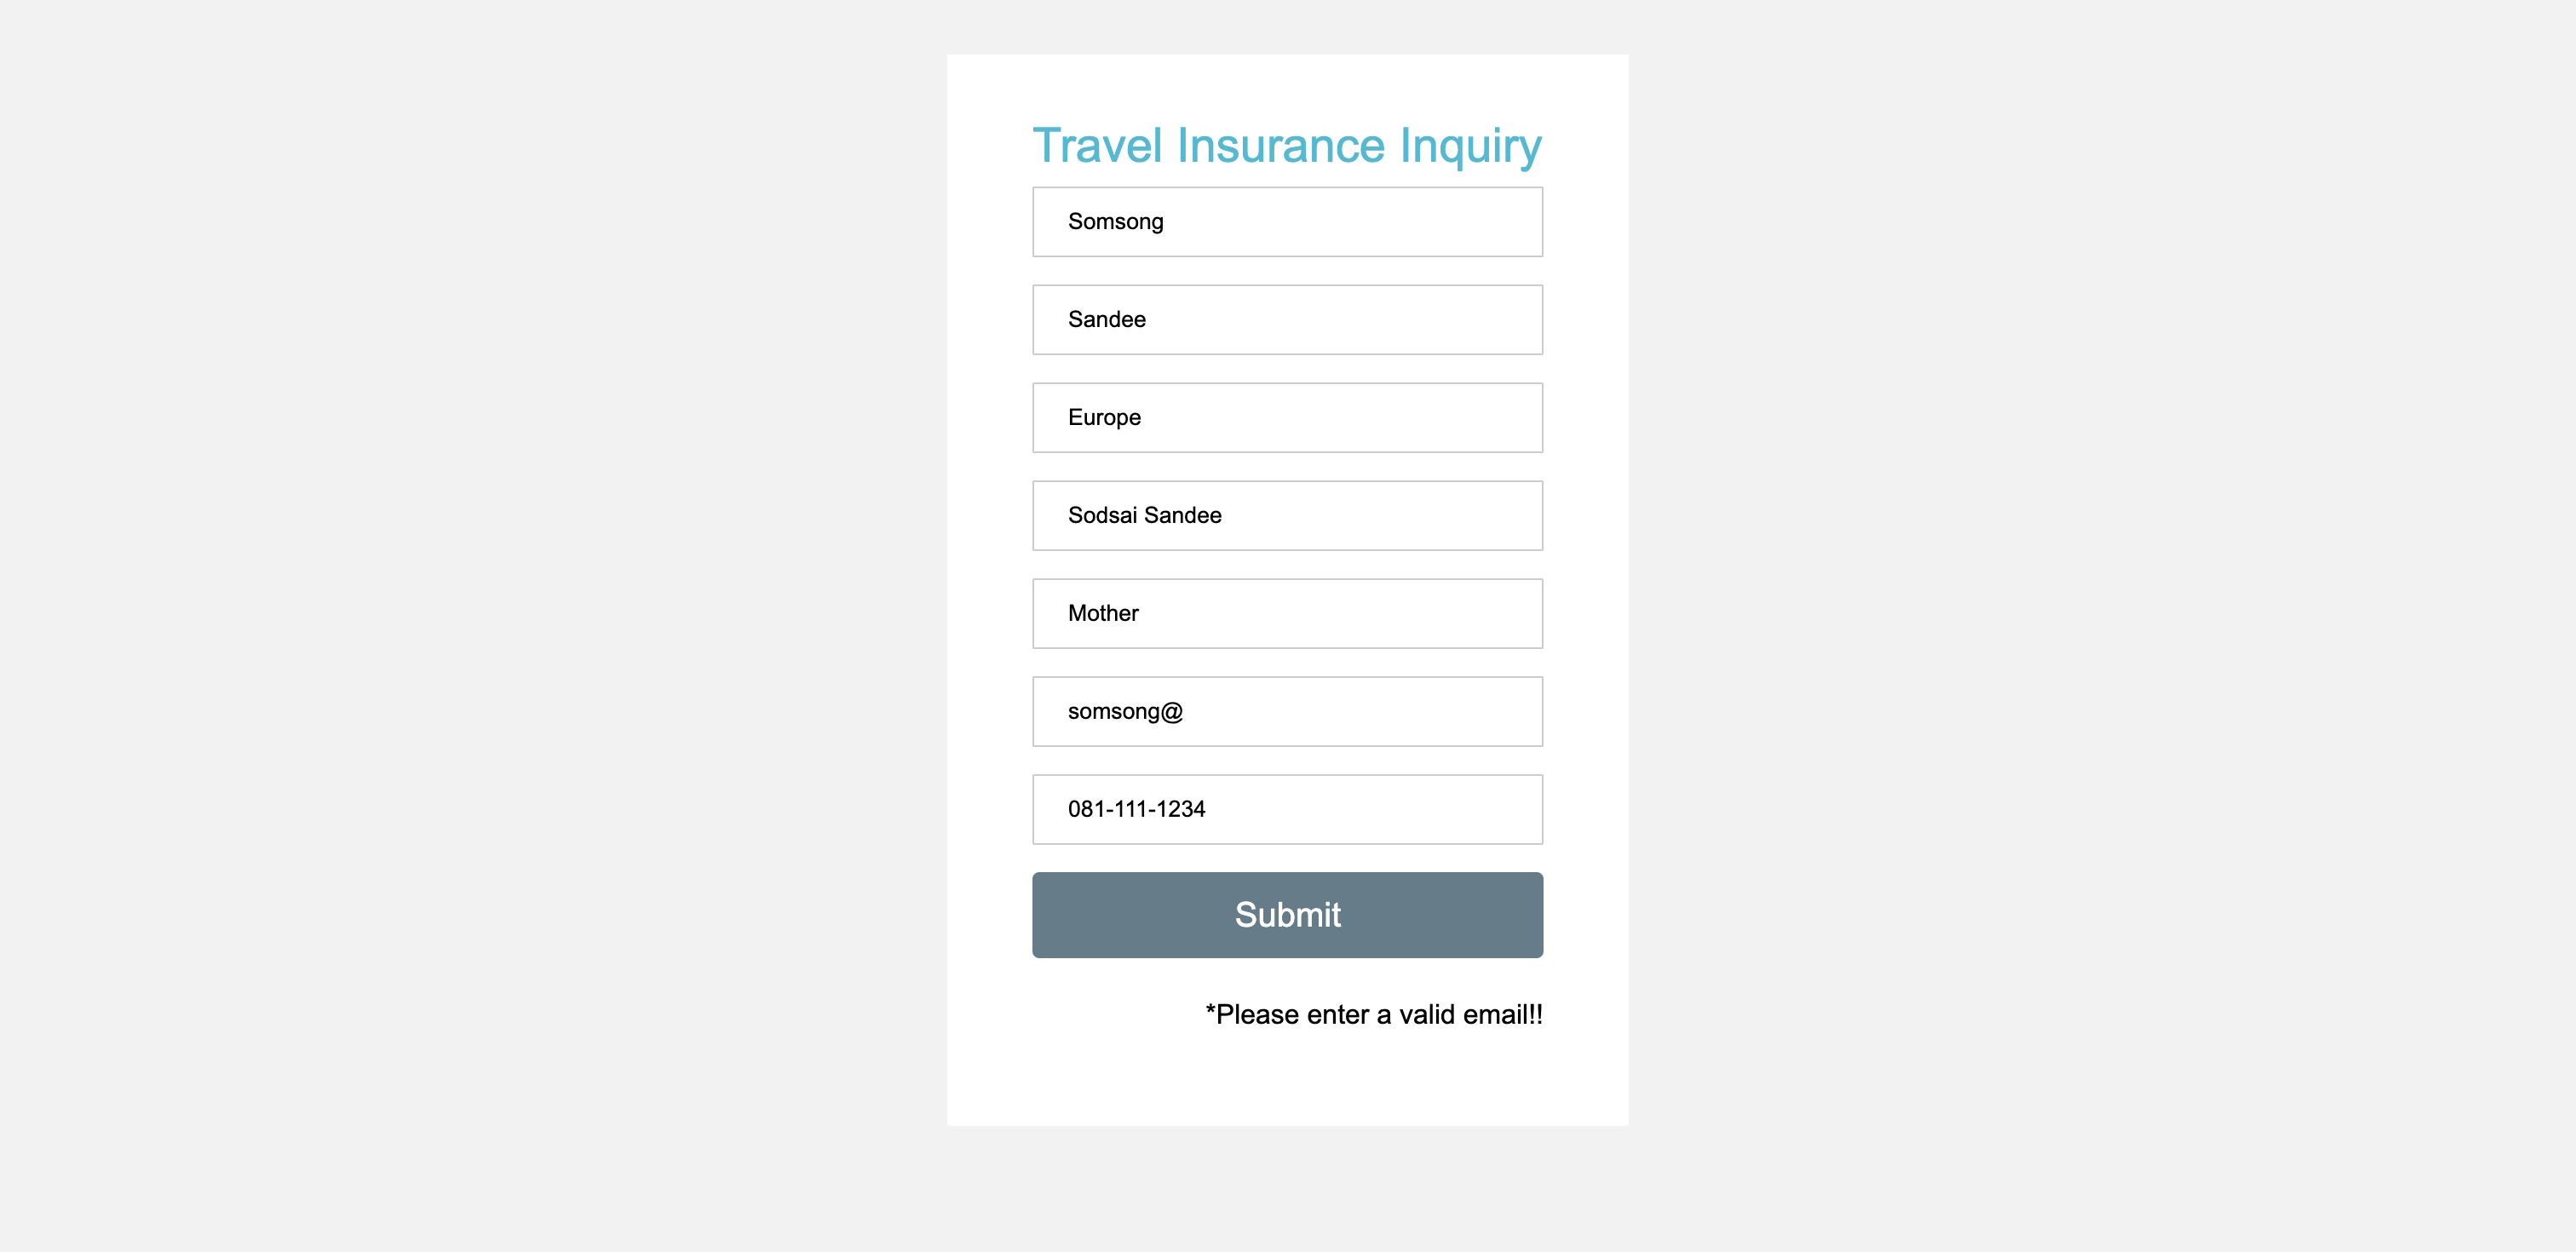 Travel Insurance Inquiry
Somsong
Sandee
Europe
Sodsai Sandee
Mother
somsong@
081-111-1234
Submit
*Please enter a valid email!!